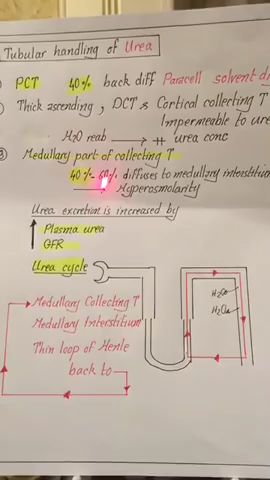 Tubular handling of Urea
PCT 40% back diff Paracell solvent d
Thick ascending, DCT & Cortical collecting T
Impermeable to ure
H2O reab → ++ urea conc
③ Medullary part of collecting T
40%- 60% diffuses to medullary interstitium
Hyperosmolarity
Urea excretion is increased by
↑ Plasma urea
GFR
Urea cycle
H2O
H2O
Medullary Collecting T
Medullary Interstitium
Thin loop of Henle
back to